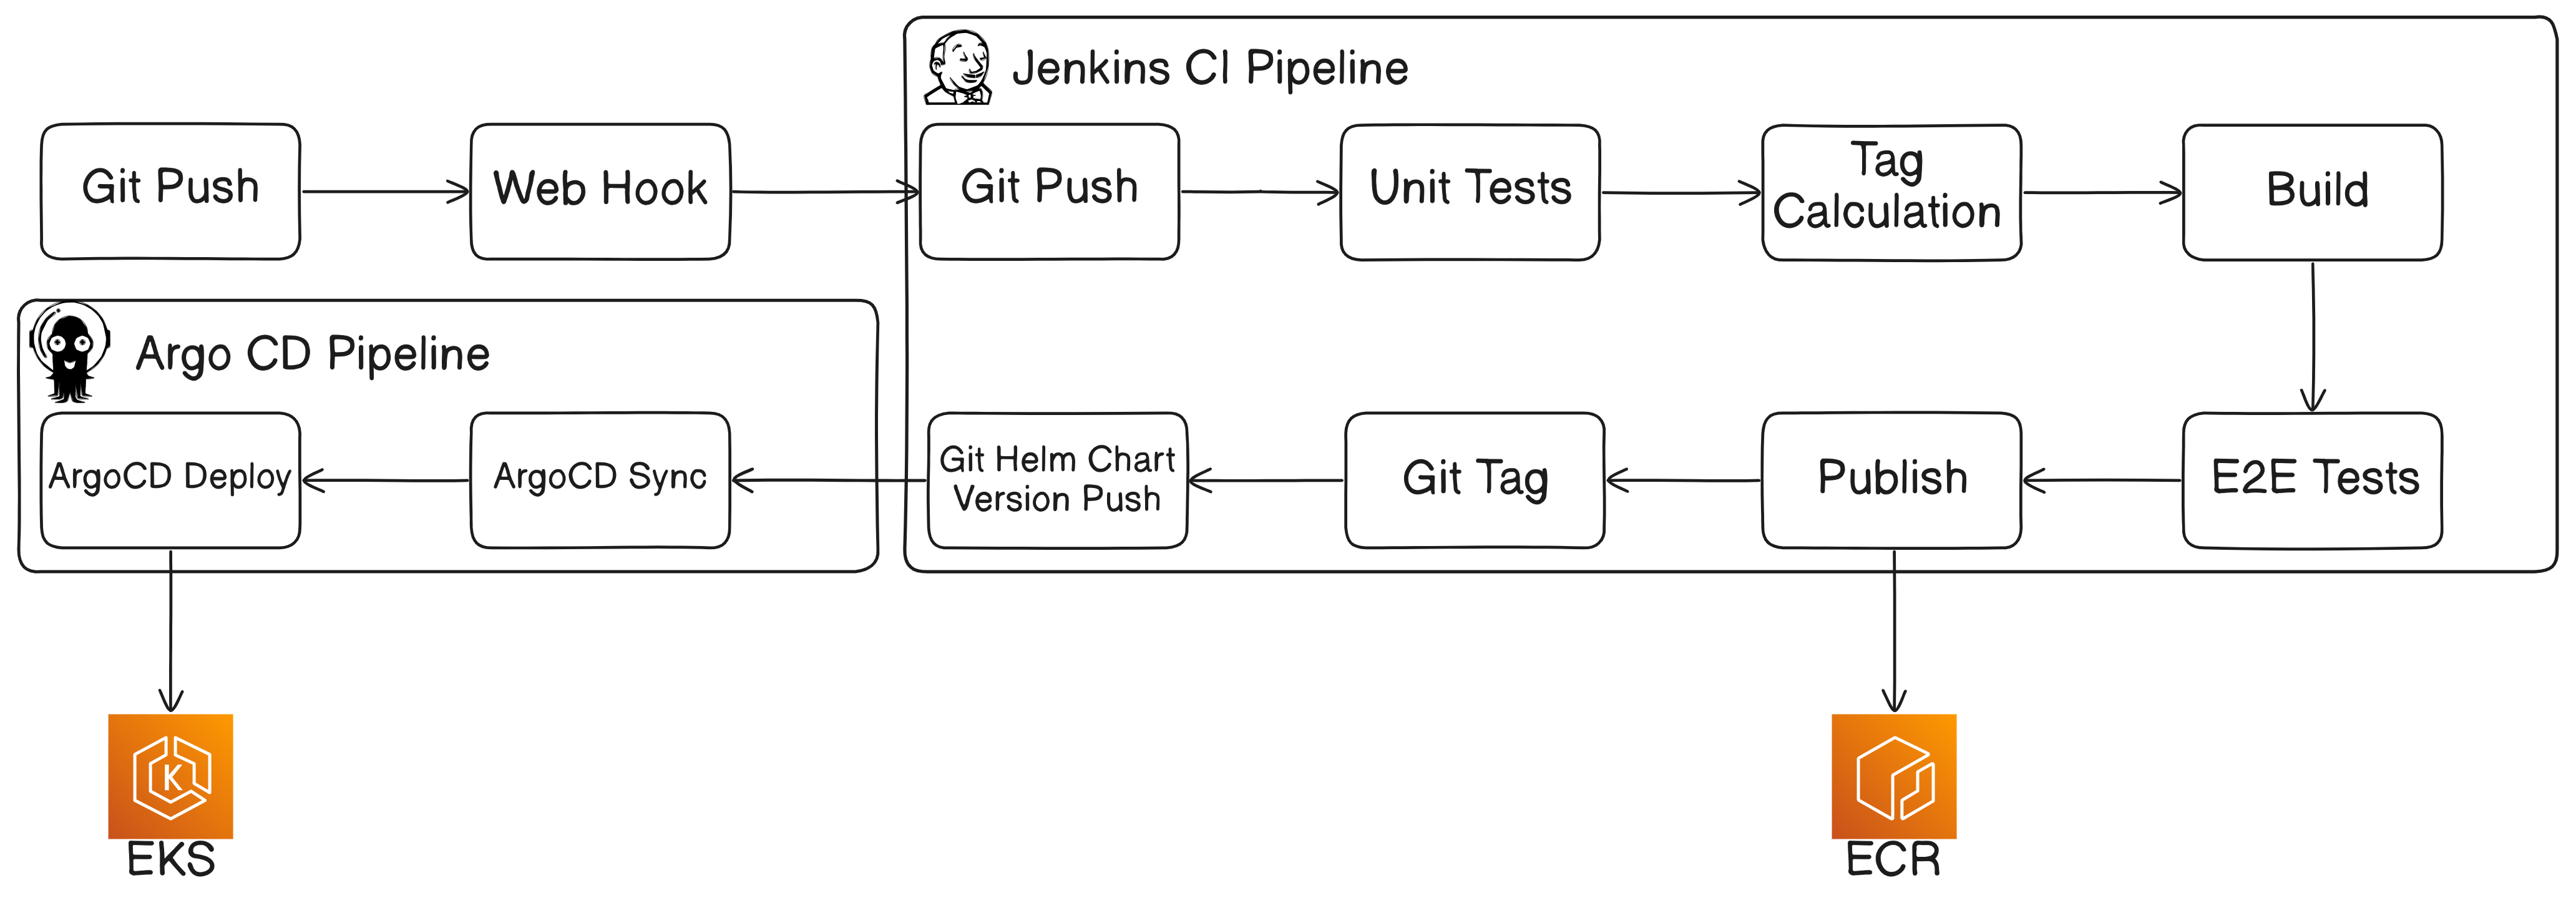 Jenkins CI Pipeline
Git Push
Web Hook
Git Push
Unit Tests
Tag
Calculation
Build
Argo CD Pipeline
ArgoCD Deploy
ArgoCD Sync
Git Helm Chart
Version Push
Git Tag
Publish
E2E Tests
K
EKS
ECR